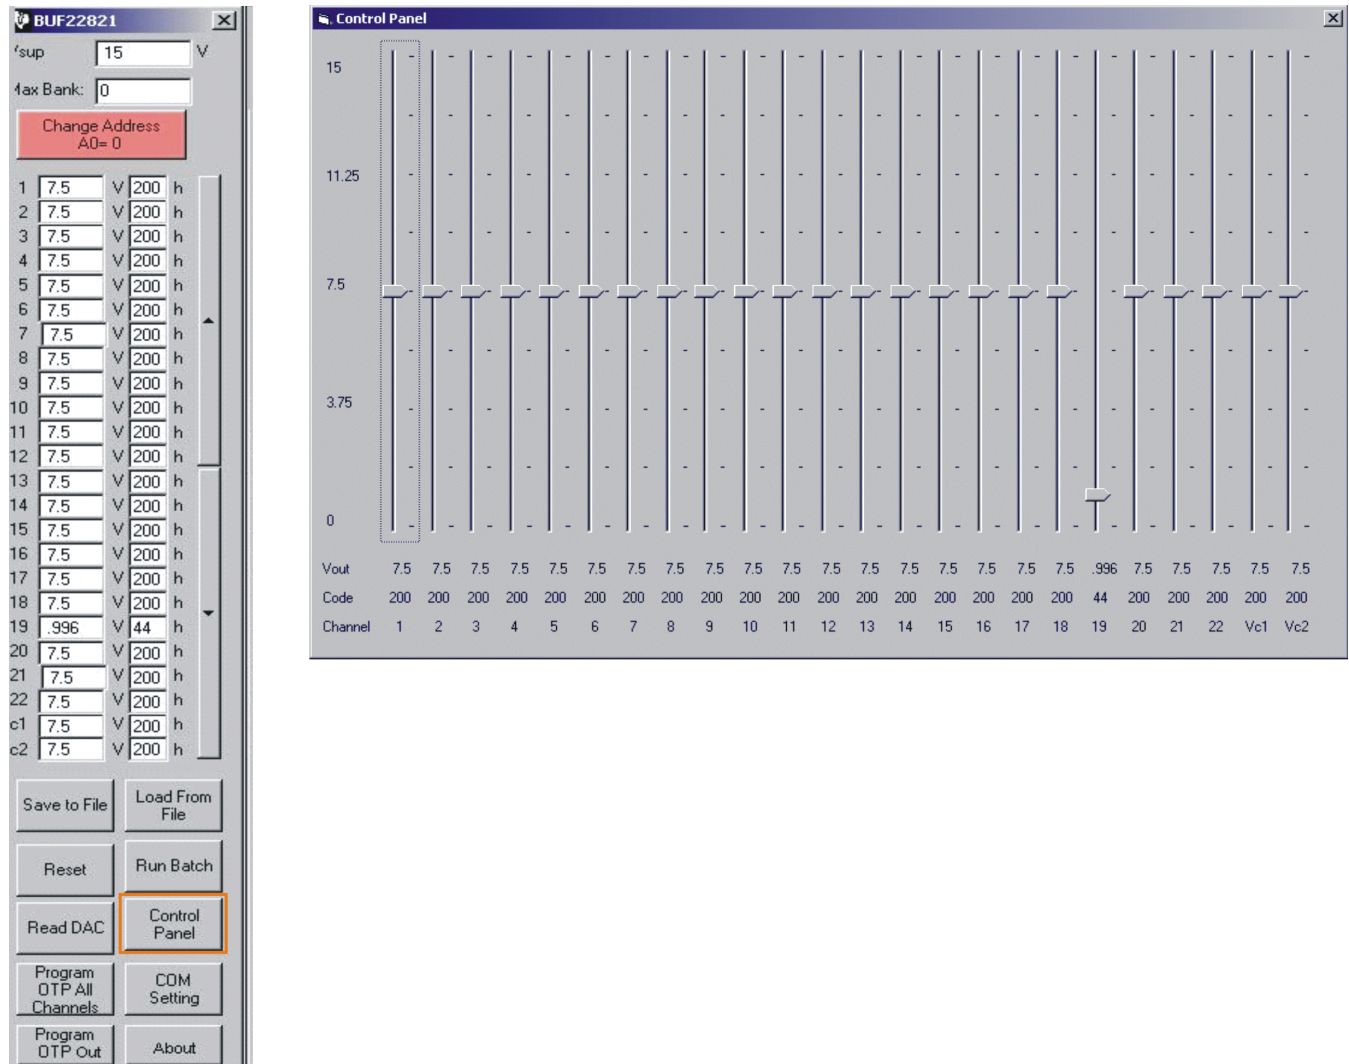 BUF22821
'sup 15 V
Max Bank: 0
Change Address
A0= 0
1 7.5 V 200 h
2 7.5 V 200 h
3 7.5 V 200 h
4 7.5 V 200 h
5 7.5 V 200 h
6 7.5 V 200 h
7 7.5 V 200 h
8 7.5 V 200 h
9 7.5 V 200 h
10 7.5 V 200 h
11 7.5 V 200 h
12 7.5 V 200 h
13 7.5 V 200 h
14 7.5 V 200 h
15 7.5 V 200 h
16 7.5 V 200 h
17 7.5 V 200 h
18 7.5 V 200 h
19 .996 V 44 h
20 7.5 V 200 h
21 7.5 V 200 h
22 7.5 V 200 h
c1 7.5 V 200 h
c2 7.5 V 200 h
Save to File
Load From
File
Reset
Run Batch
Read DAC
Control
Panel
Program
OTP All
Channels
COM
Setting
Program
OTP Out
About
Control Panel
15
11.25
7.5
3.75
0
Vout 7.5 7.5 7.5 7.5 7.5 7.5 7.5 7.5 7.5 7.5 7.5 7.5 7.5 7.5 7.5 7.5 7.5 7.5 .996 7.5 7.5 7.5 7.5 7.5
Code 200 200 200 200 200 200 200 200 200 200 200 200 200 200 200 200 200 200 44 200 200 200 200 200
Channel 1 2 3 4 5 6 7 8 9 10 11 12 13 14 15 16 17 18 19 20 21 22 Vc1 Vc2